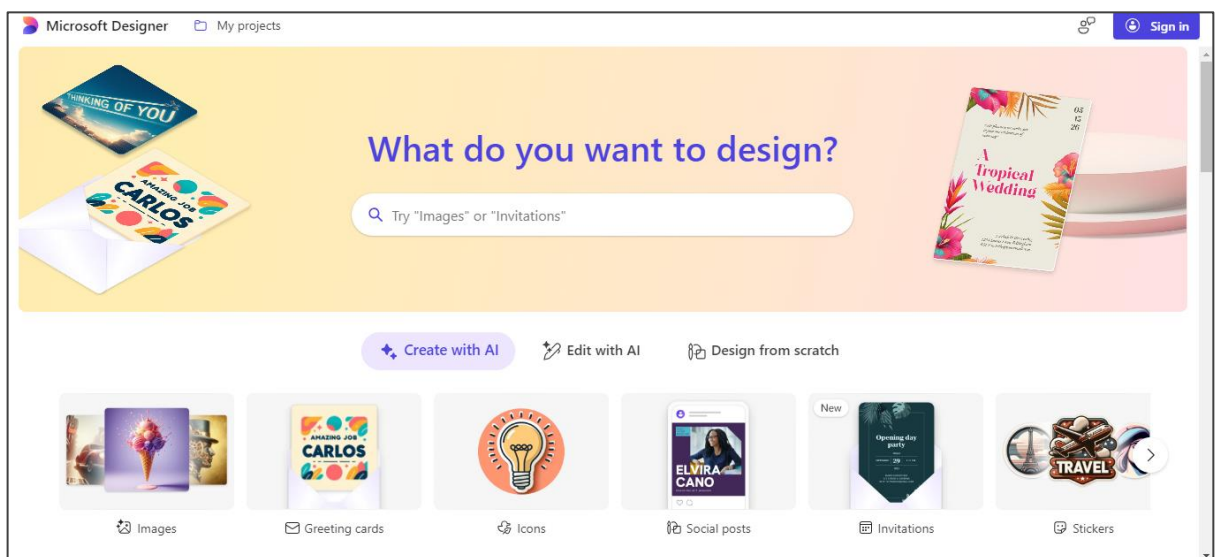 Microsoft Designer
My projects
Sign in
THINKING OF YOU
AMAZING JOB
CARLOS
What do you want to design?
Try "Images" or "Invitations"
03
15
26
A
Tropical
Wedding
Create with AI
Edit with AI
Design from scratch
AMAZING JOB
CARLOS
ELVIRA
CANO
New
Opening day
party
29
TRAVEL
Images
Greeting cards
Icons
Social posts
Invitations
Stickers